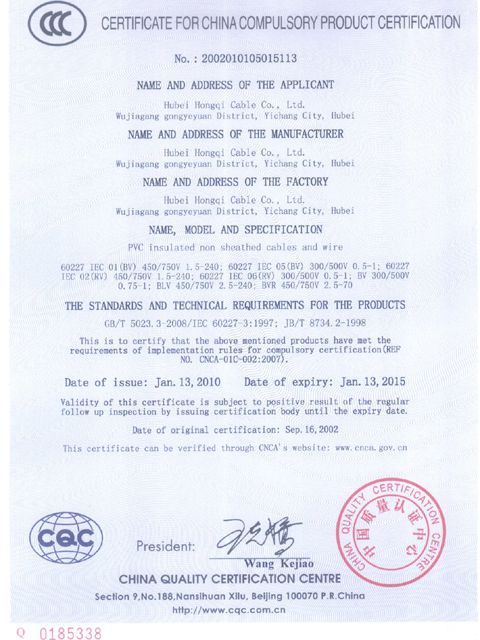 CCC
CERTIFICATE FOR CHINA COMPULSORY PRODUCT CERTIFICATION
No. : 2002010105015113
NAME AND ADDRESS OF THE APPLICANT
Hubei Hongqi Cable Co., Ltd.
Wujiagang gongyeyuan District, Yichang City, Hubei
NAME AND ADDRESS OF THE MANUFACTURER
Hubei Hongqi Cable Co., Ltd.
Wujiagang gongyeyuan District, Yichang City, Hubei
NAME AND ADDRESS OF THE FACTORY
Hubei Hongqi Cable Co., Ltd.
Wujiagang gongyeyuan District, Yichang City, Hubei
NAME, MODEL AND SPECIFICATION
PVC insulated non sheathed cables and wire
60227 IEC 01(BV) 450/750V 1.5-240; 60227 IEC 05(BV) 300/500V 0.5-1; 60227
IEC 02(RV) 450/750V 1.5-240; 60227 IEC 06(RV) 300/500V 0.5-1; BV 300/500V
0.75-1; BLV 450/750V 2.5-240; BVR 450/750V 2.5-70
THE STANDARDS AND TECHNICAL REQUIREMENTS FOR THE PRODUCTS
GB/T 5023.3-2008/IEC 60227-3:1997; JB/T 8734.2-1998
This is to certify that the above mentioned products have met the
requirements of implementation rules for compulsory certification(REF
NO. CNCA-01C-002:2007).
Date of issue: Jan. 13, 2010 Date of expiry: Jan. 13, 2015
Validity of this certificate is subject to positive result of the regular
follow up inspection by issuing certification body until the expiry date.
Date of original certification: Sep. 16, 2002
This certificate can be verified through CNCA's website: www.cnca.gov.cn
CHINA QUALITY CERTIFICATION CENTRE
中国质量认证中心
CQC
President:
Wang Kejiao
CHINA QUALITY CERTIFICATION CENTRE
Section 9,No.188,Nansihuan Xilu, Beijing 100070 P.R.China
http://www.cqc.com.cn
Q 0185338